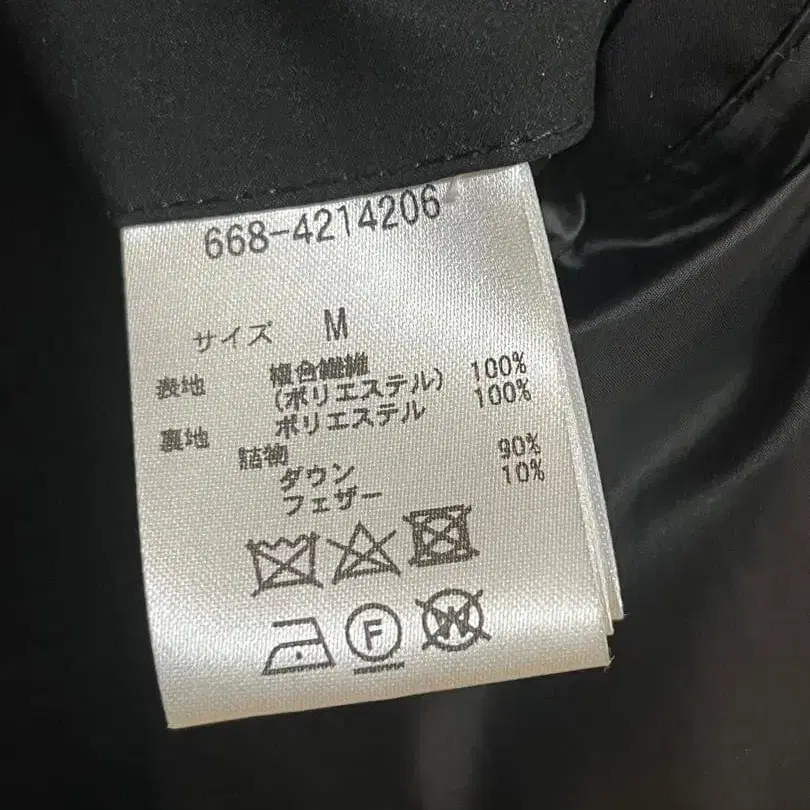 668-4214206
サイズ M
表地 複合繊維 100%
(ポリエステル)
裏地 ポリエステル 100%
詰物
ダウン 90%
フェザー 10%
F
W